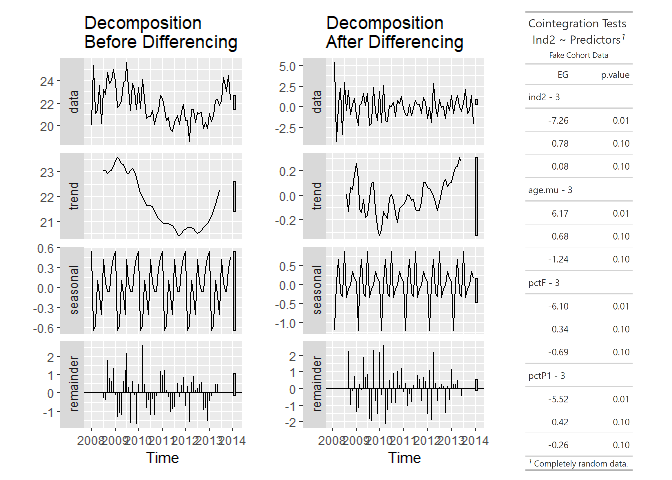 Decomposition
Before Differencing
data
24
22
20
trend
23
22
21
seasonal
0.6
0.3
0.0
-0.3
-0.6
remainder
2
1
0
-1
2008 2009 2010 2011 2012 2013 2014
Time
Decomposition
After Differencing
data
5.0
2.5
0.0
-2.5
trend
0.2
0.0
-0.2
seasonal
0.5
0.0
-0.5
-1.0
remainder
2
1
0
-1
-2
2008 2009 2010 2011 2012 2013 2014
Time
Cointegration Tests
Ind2 ~ Predictors¹
Fake Cohort Data
EG p.value
ind2 - 3
-7.26 0.01
0.78 0.10
0.08 0.10
age.mu - 3
6.17 0.01
0.68 0.10
-1.24 0.10
pctF - 3
-6.10 0.01
0.34 0.10
-0.69 0.10
pctP1 - 3
-5.52 0.01
0.42 0.10
-0.26 0.10
¹ Completely random data.